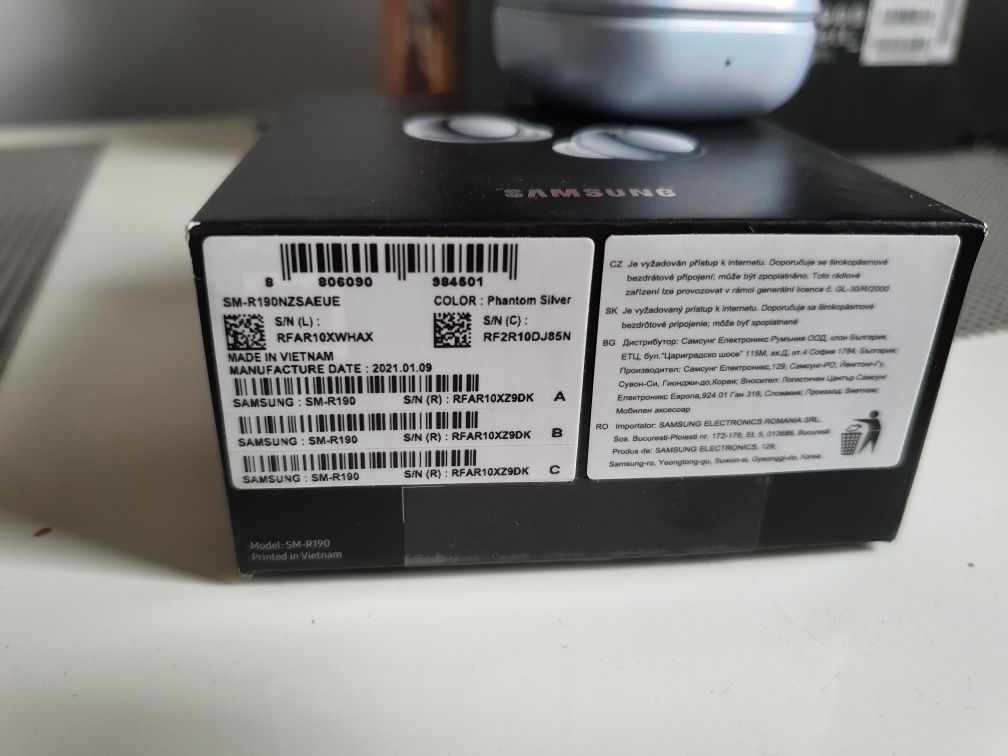 SAMSUNG
8 806090 984501
SM-R190NZSAEUE COLOR : Phantom Silver
S/N (L) :
RFAR10XWHAX
S/N (C) :
RF2R10DJ85N
MADE IN VIETNAM
MANUFACTURE DATE : 2021.01.09
SAMSUNG : SM-R190 S/N (R) : RFAR10XZ9DK A
SAMSUNG : SM-R190 S/N (R) : RFAR10XZ9DK B
SAMSUNG : SM-R190 S/N (R) : RFAR10XZ9DK C
CZ Je vyžadován přístup k internetu. Doporučuje se širokopásmové
bezdrátové připojení; může být zpoplatněno. Toto rádiové
zařízení lze provozovat v rámci generální licence č. GL-30/R/2000
SK Je vyžadovaný prístup k internetu. Doporučuje sa širokopásmové
bezdrôtové pripojenie; môže byť spoplatnené
BG Дистрибутор: Самсунг Електроникс Румъния ООД, клон България;
ЕТЦ, бул."Цариградско шосе" 115М, вх.Д, ет.4 София 1784, България;
Производител: Самсунг Електроникс,129, Самсунг-РО, Йенгтонг-Гу,
Сувон-Си, Гионджи-до,Корея; Вносител: Логистичен Център Самсунг
Електроникс Европа,924 01 Ган 318, Словакия; Произход: Виетнам;
Мобилен аксесоар
RO Importator: SAMSUNG ELECTRONICS ROMANIA SRL,
Sos. Bucuresti-Ploiesti nr. 172-176, Et. 5, 013686, Bucuresti
Produs de: SAMSUNG ELECTRONICS, 129,
Samsung-ro, Yeongtong-gu, Suwon-si, Gyeonggi-do, Korea
Model: SM-R190
Printed in Vietnam